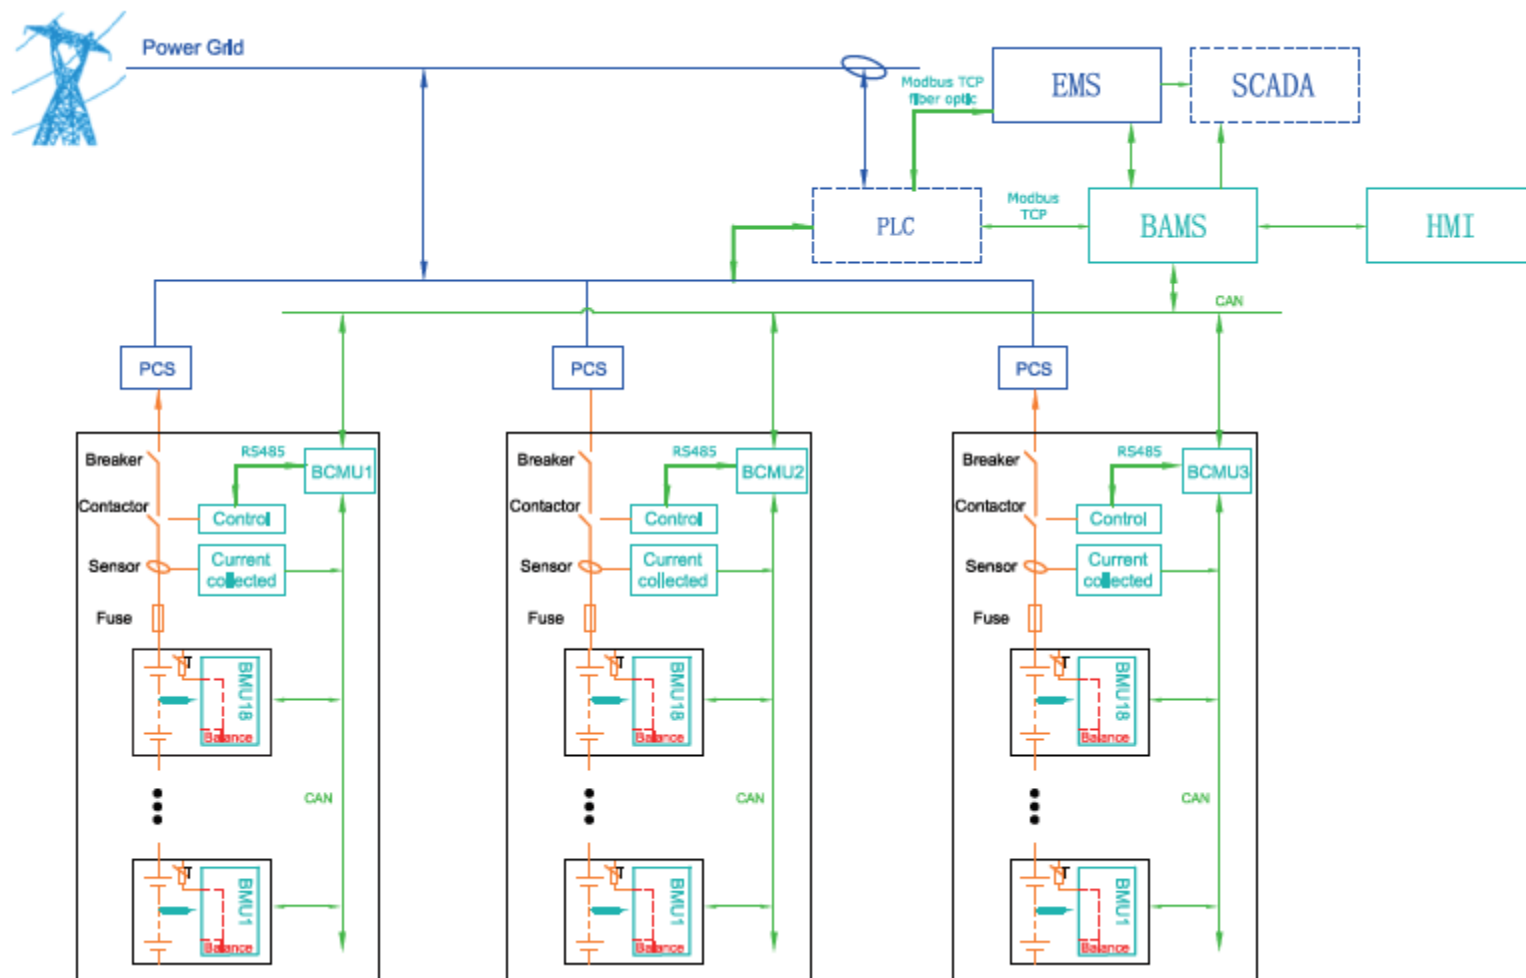 Power Grid
Modbus TCP
fiber optic
EMS
SCADA
PLC
Modbus
TCP
BAMS
HMI
CAN
PCS
PCS
PCS
Breaker
RS485
BCMU1
Contactor
Control
Sensor
Current
collected
Fuse
T
BMU18
Balance
CAN
T
BMU1
Balance
Breaker
RS485
BCMU2
Contactor
Control
Sensor
Current
collected
Fuse
T
BMU18
Balance
CAN
T
BMU1
Balance
Breaker
RS485
BCMU3
Contactor
Control
Sensor
Current
collected
Fuse
T
BMU18
Balance
CAN
T
BMU1
Balance